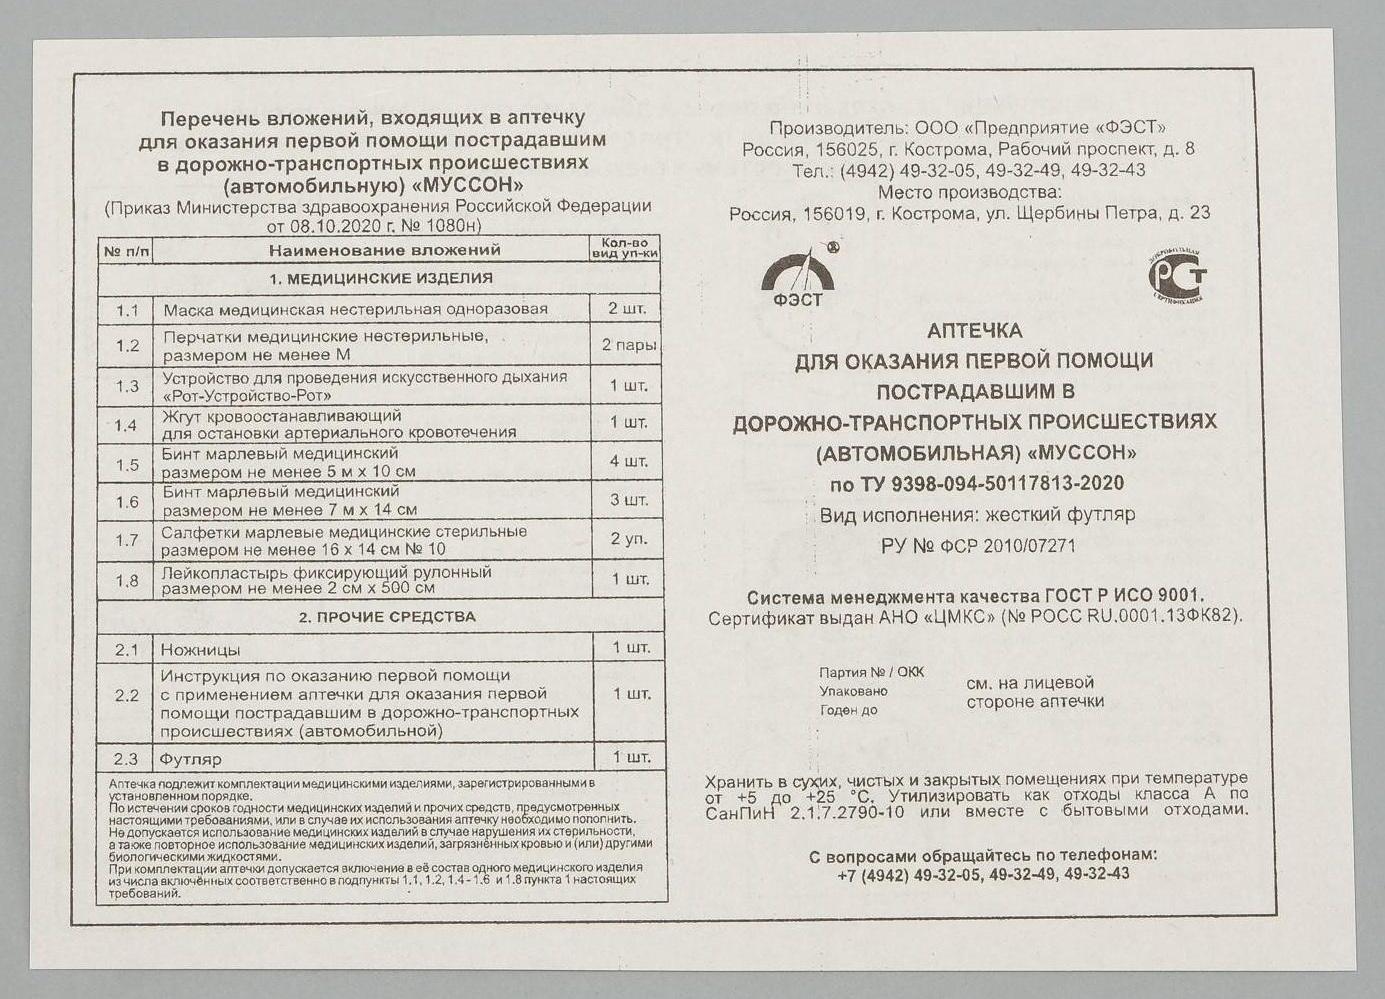 Перечень вложений, входящих в аптечку
для оказания первой помощи пострадавшим
в дорожно-транспортных происшествиях
(автомобильную) «МУССОН»
(Приказ Министерства здравоохранения Российской Федерации
от 08.10.2020 г. № 1080н)
№ п/п Наименование вложений Кол-во вид уп-ки
1. МЕДИЦИНСКИЕ ИЗДЕЛИЯ
1.1 Маска медицинская нестерильная одноразовая 2 шт.
1.2 Перчатки медицинские нестерильные,
размером не менее М 2 пары
1.3 Устройство для проведения искусственного дыхания
«Рот-Устройство-Рот» 1 шт.
1.4 Жгут кровоостанавливающий
для остановки артериального кровотечения 1 шт.
1.5 Бинт марлевый медицинский
размером не менее 5 м х 10 см 4 шт.
1.6 Бинт марлевый медицинский
размером не менее 7 м х 14 см 3 шт.
1.7 Салфетки марлевые медицинские стерильные
размером не менее 16 х 14 см № 10 2 уп.
1.8 Лейкопластырь фиксирующий рулонный
размером не менее 2 см х 500 см 1 шт.
2. ПРОЧИЕ СРЕДСТВА
2.1 Ножницы 1 шт.
2.2 Инструкция по оказанию первой помощи
с применением аптечки для оказания первой
помощи пострадавшим в дорожно-транспортных
происшествиях (автомобильной) 1 шт.
2.3 Футляр 1 шт.
Аптечка подлежит комплектации медицинскими изделиями, зарегистрированными в
установленном порядке.
По истечении сроков годности медицинских изделий и прочих средств, предусмотренных
настоящими требованиями, или в случае их использования аптечку необходимо пополнить.
Не допускается использование медицинских изделий в случае нарушения их стерильности,
а также повторное использование медицинских изделий, загрязнённых кровью и (или) другими
биологическими жидкостями.
При комплектации аптечки допускается включение в её состав одного медицинского изделия
из числа включённых соответственно в подпункты 1.1, 1.2, 1.4 - 1.6 и 1.8 пункта 1 настоящих
требований.
Производитель: ООО «Предприятие «ФЭСТ»
Россия, 156025, г. Кострома, Рабочий проспект, д. 8
Тел.: (4942) 49-32-05, 49-32-49, 49-32-43
Место производства:
Россия, 156019, г. Кострома, ул. Щербины Петра, д. 23
®
ФЭСТ
ДОБРОВОЛЬНАЯ
РСТ
СЕРТИФИКАЦИЯ
АПТЕЧКА
ДЛЯ ОКАЗАНИЯ ПЕРВОЙ ПОМОЩИ
ПОСТРАДАВШИМ В
ДОРОЖНО-ТРАНСПОРТНЫХ ПРОИСШЕСТВИЯХ
(АВТОМОБИЛЬНАЯ) «МУССОН»
по ТУ 9398-094-50117813-2020
Вид исполнения: жесткий футляр
РУ № ФСР 2010/07271
Система менеджмента качества ГОСТ Р ИСО 9001.
Сертификат выдан АНО «ЦМКС» (№ РОСС RU.0001.13ФК82).
Партия № / ОКК
Упаковано
Годен до
см. на лицевой
стороне аптечки
Хранить в сухих, чистых и закрытых помещениях при температуре
от +5 до +25 °С. Утилизировать как отходы класса А по
СанПиН 2.1.7.2790-10 или вместе с бытовыми отходами.
С вопросами обращайтесь по телефонам:
+7 (4942) 49-32-05, 49-32-49, 49-32-43